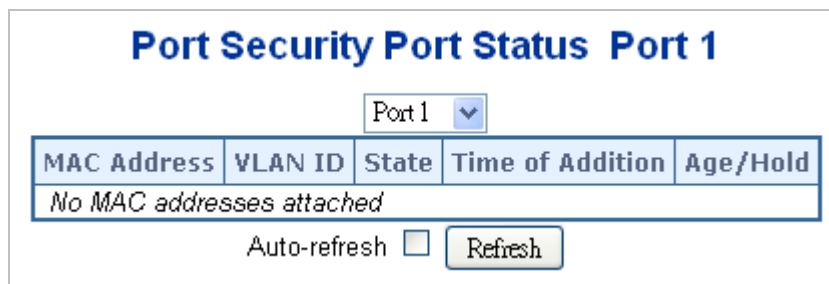 Port Security Port Status Port 1
Port 1
MAC Address VLAN ID State Time of Addition Age/Hold
No MAC addresses attached
Auto-refresh Refresh